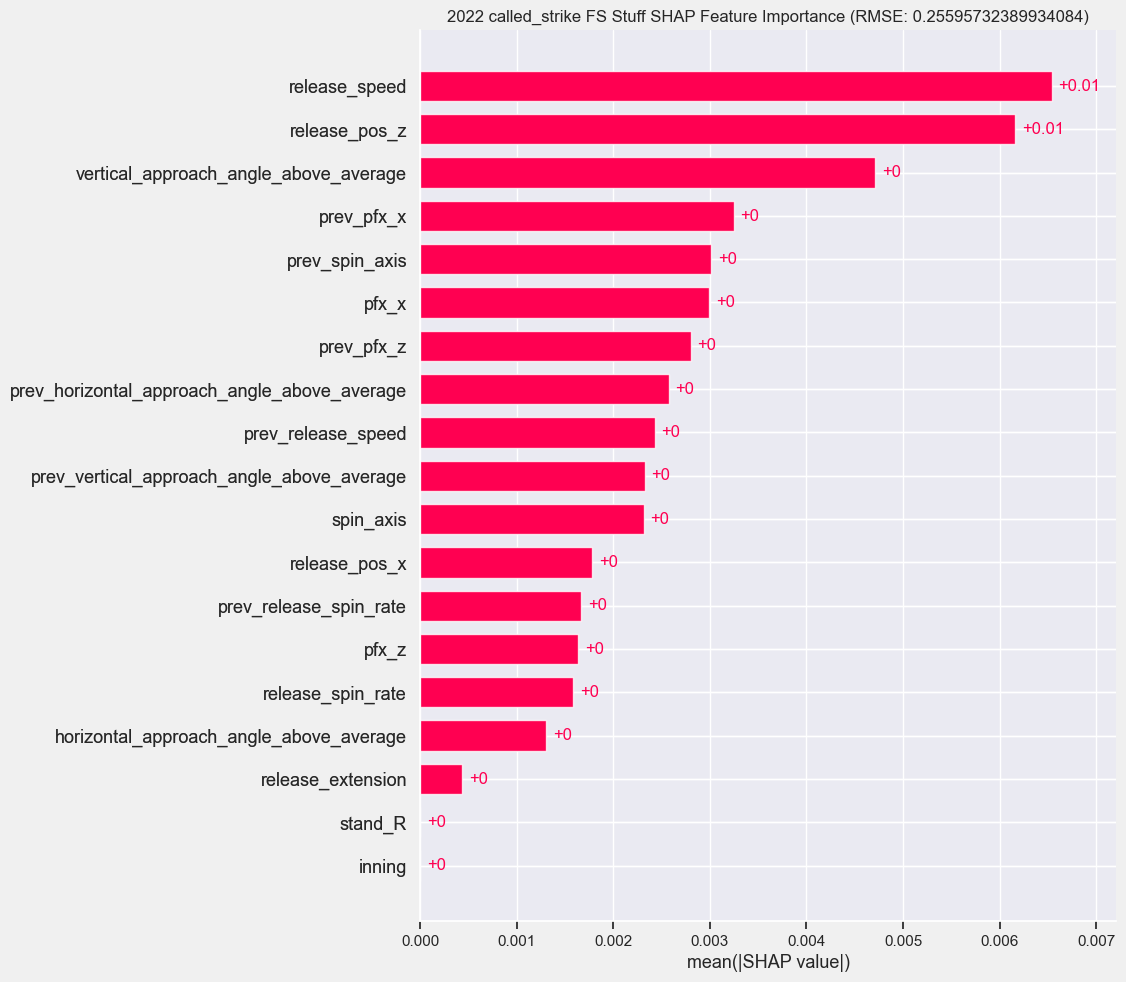 2022 called_strike FS Stuff SHAP Feature Importance (RMSE: 0.25595732389934084)
release_speed +0.01
release_pos_z +0.01
vertical_approach_angle_above_average +0
prev_pfx_x +0
prev_spin_axis +0
pfx_x +0
prev_pfx_z +0
prev_horizontal_approach_angle_above_average +0
prev_release_speed +0
prev_vertical_approach_angle_above_average +0
spin_axis +0
release_pos_x +0
prev_release_spin_rate +0
pfx_z +0
release_spin_rate +0
horizontal_approach_angle_above_average +0
release_extension +0
stand_R +0
inning +0
0.000 0.001 0.002 0.003 0.004 0.005 0.006 0.007
mean(|SHAP value|)